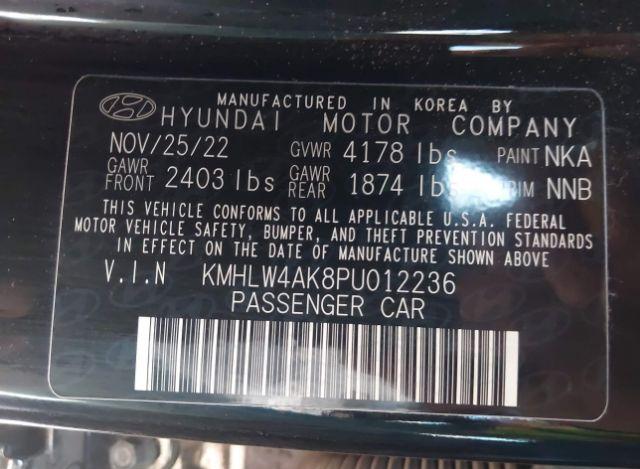 MANUFACTURED IN KOREA BY
HYUNDAI MOTOR COMPANY
NOV/25/22 GVWR 4178 lbs PAINT NKA
GAWR FRONT 2403 lbs GAWR REAR 1874 lbs TRIM NNB
THIS VEHICLE CONFORMS TO ALL APPLICABLE U.S.A. FEDERAL
MOTOR VEHICLE SAFETY, BUMPER, AND THEFT PREVENTION STANDARDS
IN EFFECT ON THE DATE OF MANUFACTURE SHOWN ABOVE
V.I.N KMHLW4AK8PU012236
PASSENGER CAR